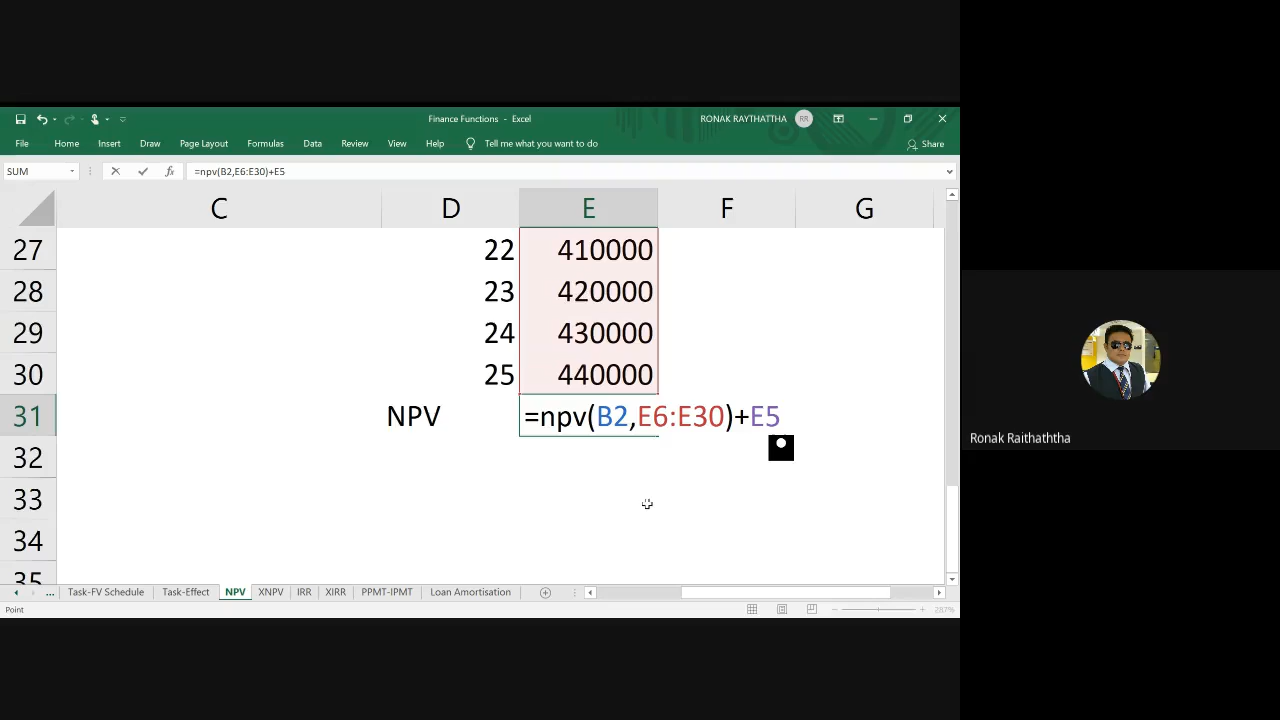 Finance Functions - Excel
RONAK RAYTHATTHA RR
File Home Insert Draw Page Layout Formulas Data Review View Help Tell me what you want to do Share
SUM fx =npv(B2,E6:E30)+E5
C D E F G
27 22 410000
28 23 420000
29 24 430000
30 25 440000
31 NPV =npv(B2,E6:E30)+E5
32
33
34
35
Ronak Raithaththa
... Task-FV Schedule Task-Effect NPV XNPV IRR XIRR PPMT-IPMT Loan Amortisation
Point 287%